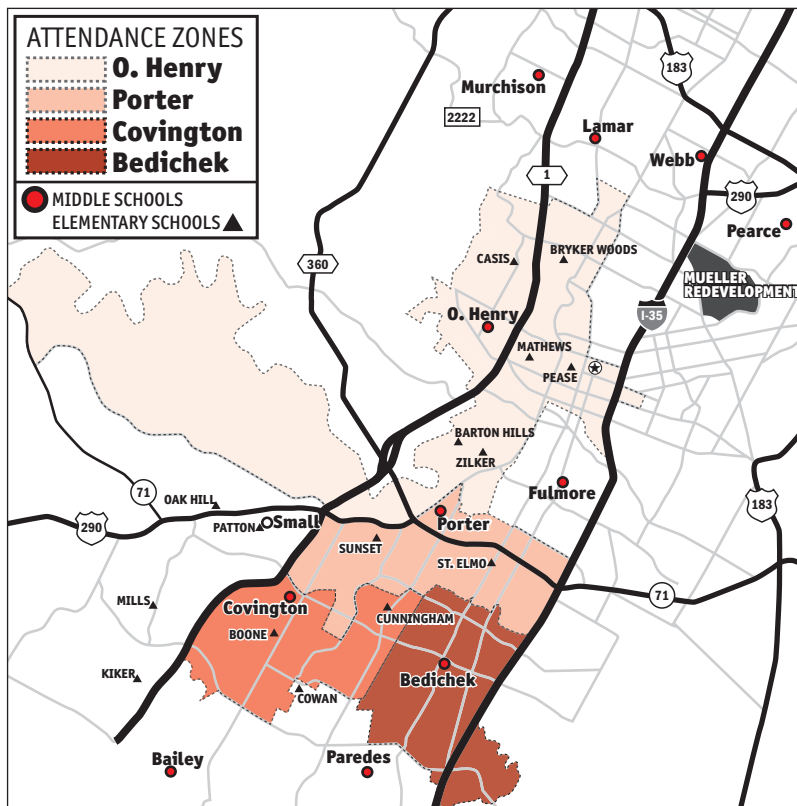 ATTENDANCE ZONES
O. Henry
Porter
Covington
Bedichek
MIDDLE SCHOOLS
ELEMENTARY SCHOOLS
183
Murchison
2222
Lamar
Webb
1
290
Pearce
360
CASIS
BRYKER WOODS
MUELLER
REDEVELOPMENT
I-35
O. Henry
MATHEWS
PEASE
BARTON HILLS
ZILKER
71
OAK HILL
Fulmore
183
290
PATTON
Small
Porter
SUNSET
ST. ELMO
MILLS
Covington
71
BOONE
CUNNINGHAM
KIKER
Bedichek
COWAN
Bailey
Paredes